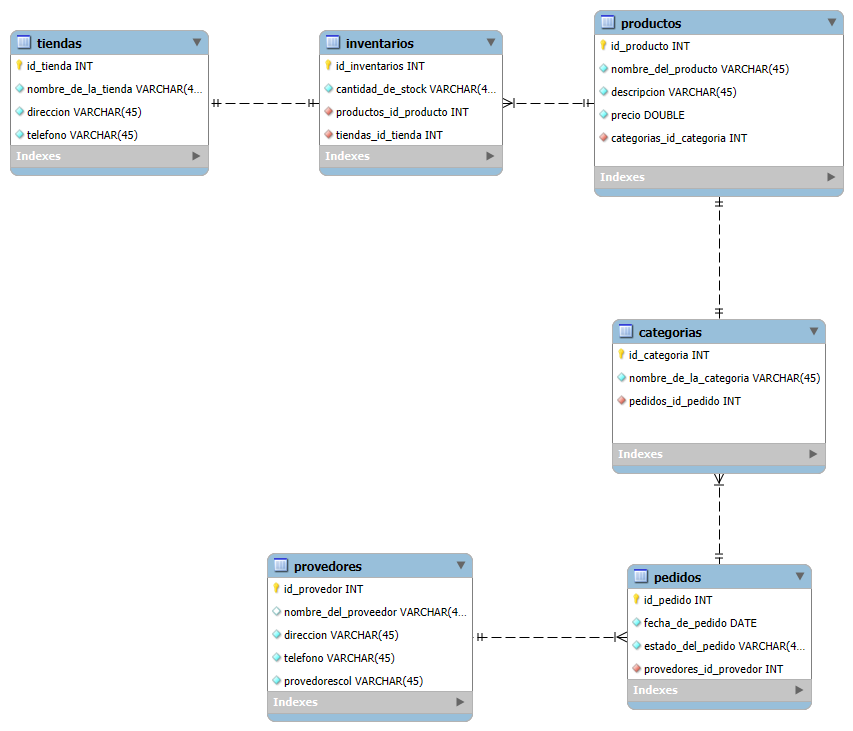 tiendas
id_tienda INT
nombre_de_la_tienda VARCHAR(4...
direccion VARCHAR(45)
telefono VARCHAR(45)
Indexes
inventarios
id_inventarios INT
cantidad_de_stock VARCHAR(4...
productos_id_producto INT
tiendas_id_tienda INT
Indexes
productos
id_producto INT
nombre_del_producto VARCHAR(45)
descripcion VARCHAR(45)
precio DOUBLE
categorias_id_categoria INT
Indexes
categorias
id_categoria INT
nombre_de_la_categoria VARCHAR(45)
pedidos_id_pedido INT
Indexes
provedores
id_provedor INT
nombre_del_proveedor VARCHAR(4...
direccion VARCHAR(45)
telefono VARCHAR(45)
provedorescol VARCHAR(45)
Indexes
pedidos
id_pedido INT
fecha_de_pedido DATE
estado_del_pedido VARCHAR(4...
provedores_id_provedor INT
Indexes